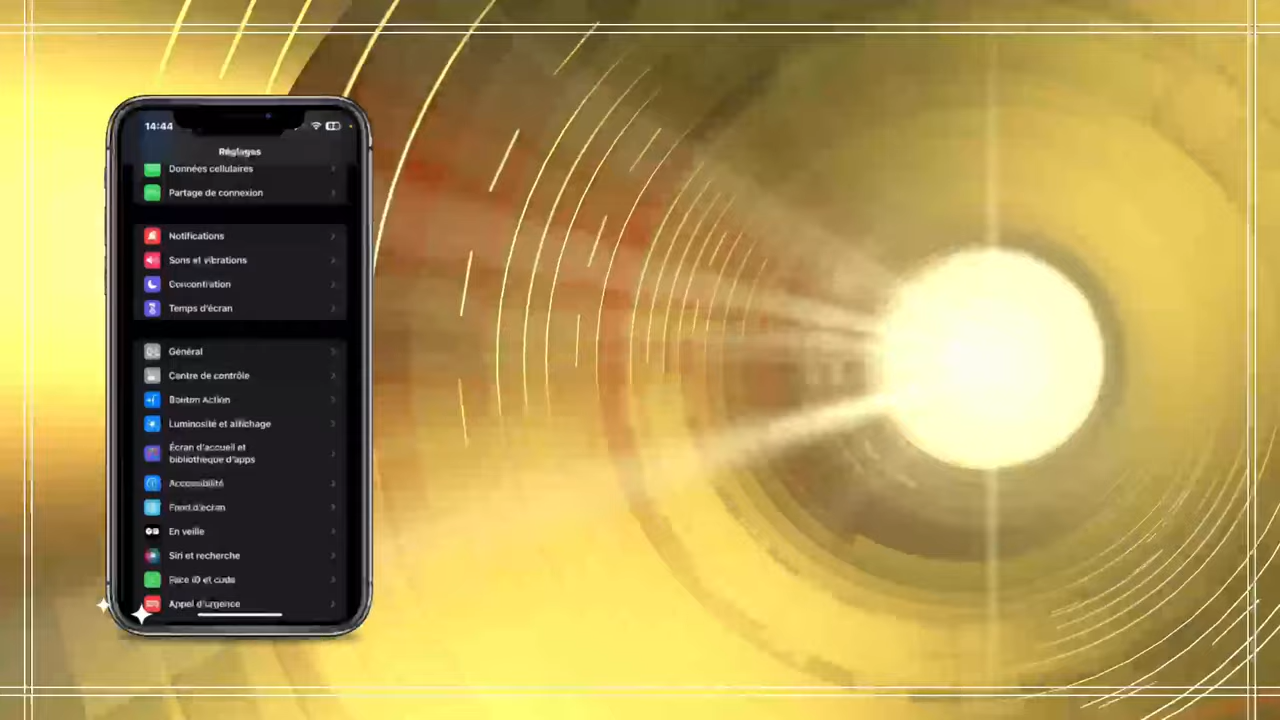 14:44
88
Réglages
Données cellulaires
Partage de connexion
Notifications
Sons et vibrations
Concentration
Temps d'écran
Général
Centre de contrôle
Bouton Action
Luminosité et affichage
Écran d'accueil et
bibliothèque d'apps
Accessibilité
Fond d'écran
En veille
Siri et recherche
Face ID et code
Appel d'urgence